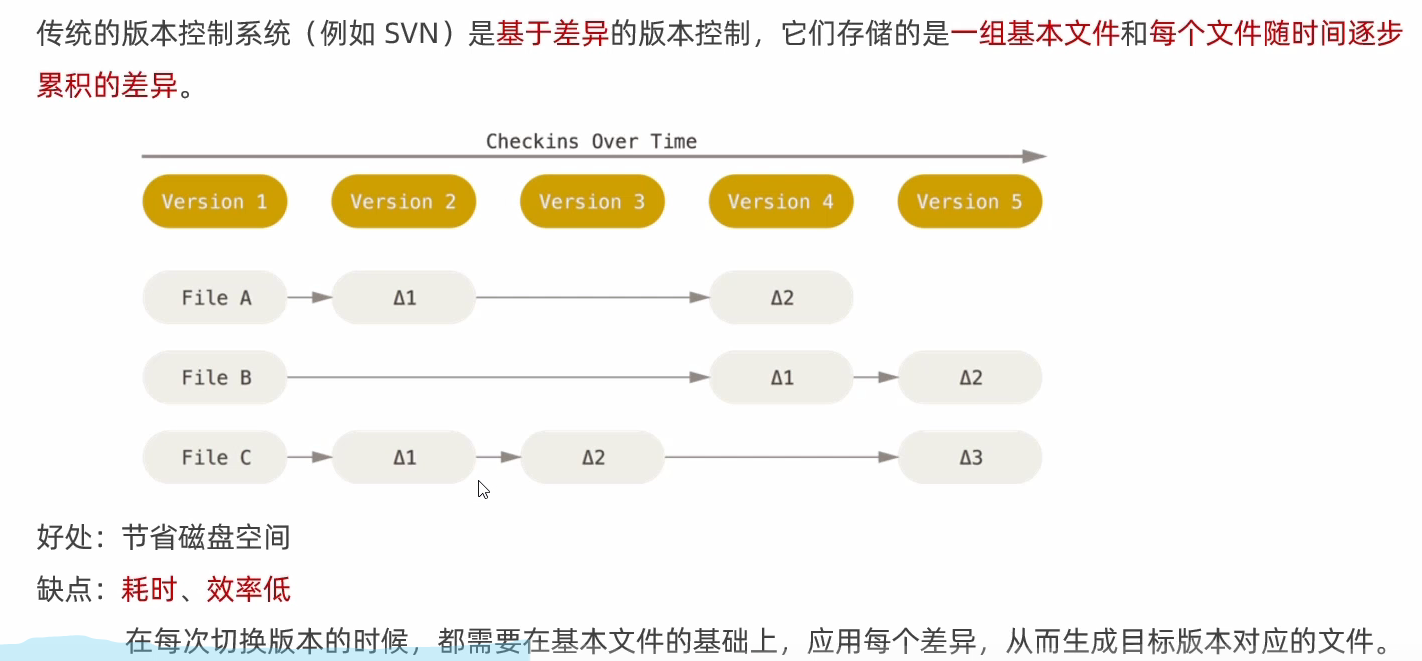 传统的版本控制系统（例如 SVN）是基于差异的版本控制，它们存储的是一组基本文件和每个文件随时间逐步
累积的差异。
Checkins Over Time
Version 1 Version 2 Version 3 Version 4 Version 5
File A Δ1 Δ2
File B Δ1 Δ2
File C Δ1 Δ2 Δ3
好处：节省磁盘空间
缺点：耗时、效率低
在每次切换版本的时候，都需要在基本文件的基础上，应用每个差异，从而生成目标版本对应的文件。